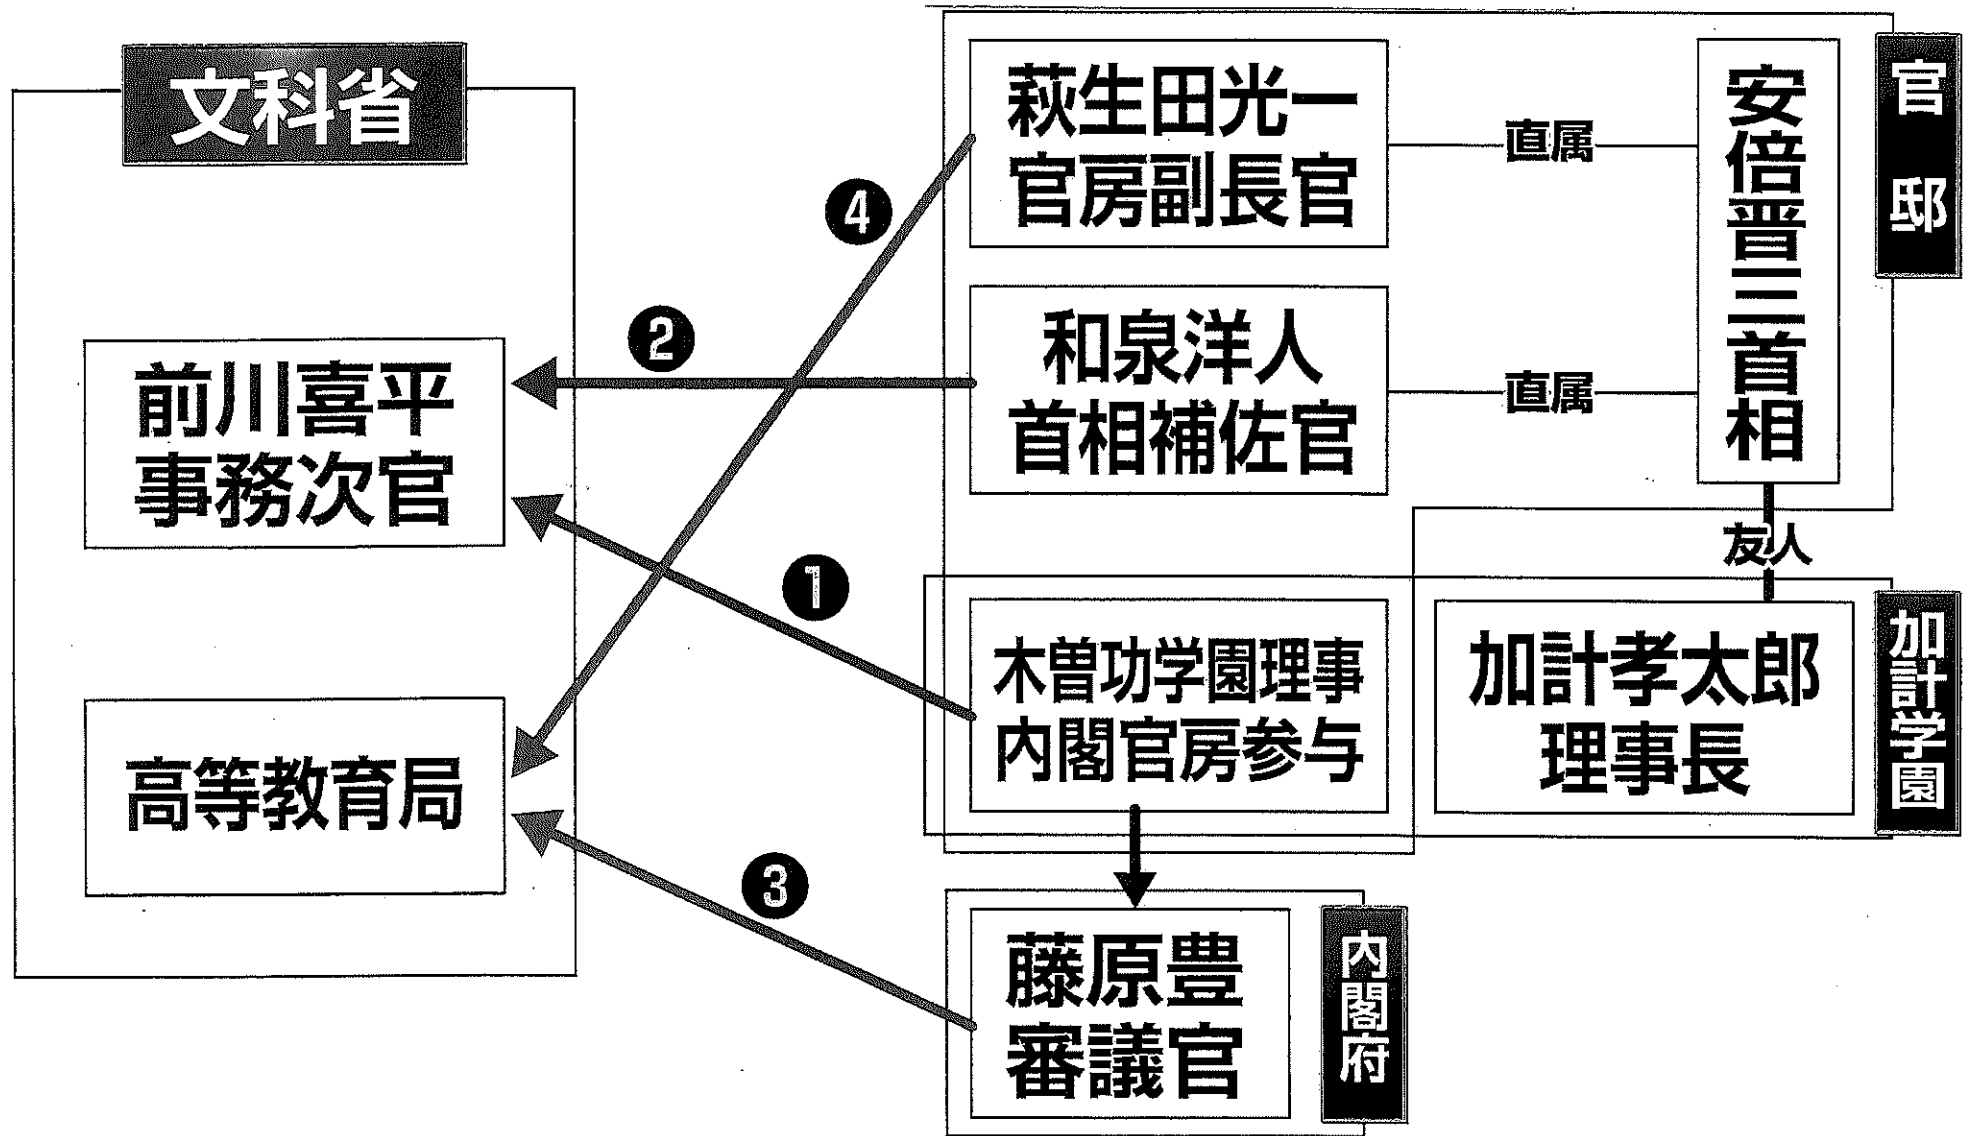 文科省
前川喜平
事務次官
高等教育局
官邸
萩生田光一
官房副長官
直属
安倍晋三首相
和泉洋人
首相補佐官
直属
友人
❹
❷
❶
❸
木曽功学園理事
内閣官房参与
加計孝太郎
理事長
加計学園
藤原豊
審議官
内閣府